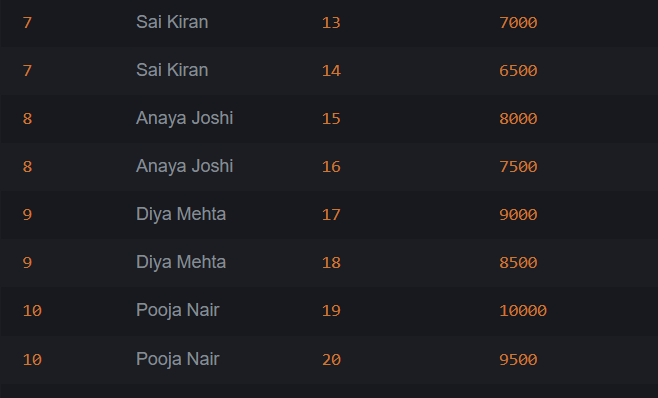 7 Sai Kiran 13 7000
7 Sai Kiran 14 6500
8 Anaya Joshi 15 8000
8 Anaya Joshi 16 7500
9 Diya Mehta 17 9000
9 Diya Mehta 18 8500
10 Pooja Nair 19 10000
10 Pooja Nair 20 9500